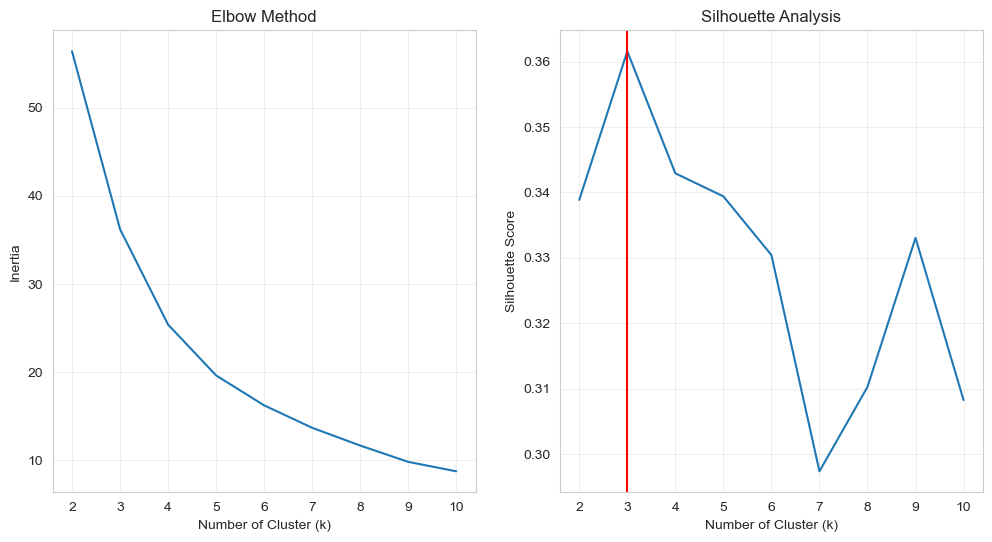 Elbow Method
50
40
30
20
10
Inertia
2 3 4 5 6 7 8 9 10
Number of Cluster (k)
Silhouette Analysis
0.36
0.35
0.34
0.33
0.32
0.31
0.30
Silhouette Score
2 3 4 5 6 7 8 9 10
Number of Cluster (k)